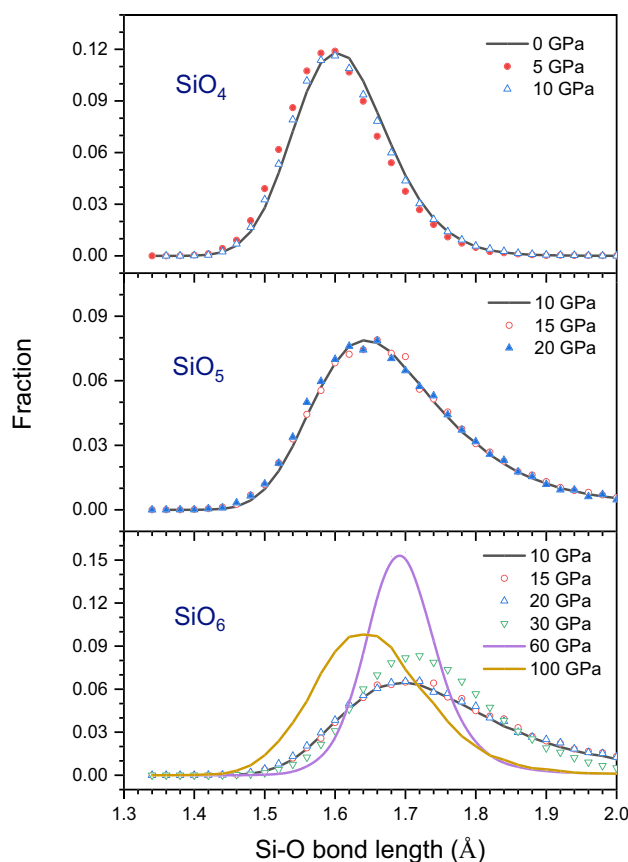 0.12
0.09
0.06
0.03
0.00
SiO4
0 GPa
5 GPa
10 GPa
0.09
0.06
0.03
0.00
SiO5
10 GPa
15 GPa
20 GPa
Fraction
0.15
0.12
0.09
0.06
0.03
0.00
SiO6
10 GPa
15 GPa
20 GPa
30 GPa
60 GPa
100 GPa
1.3 1.4 1.5 1.6 1.7 1.8 1.9 2.0
Si-O bond length (Å)